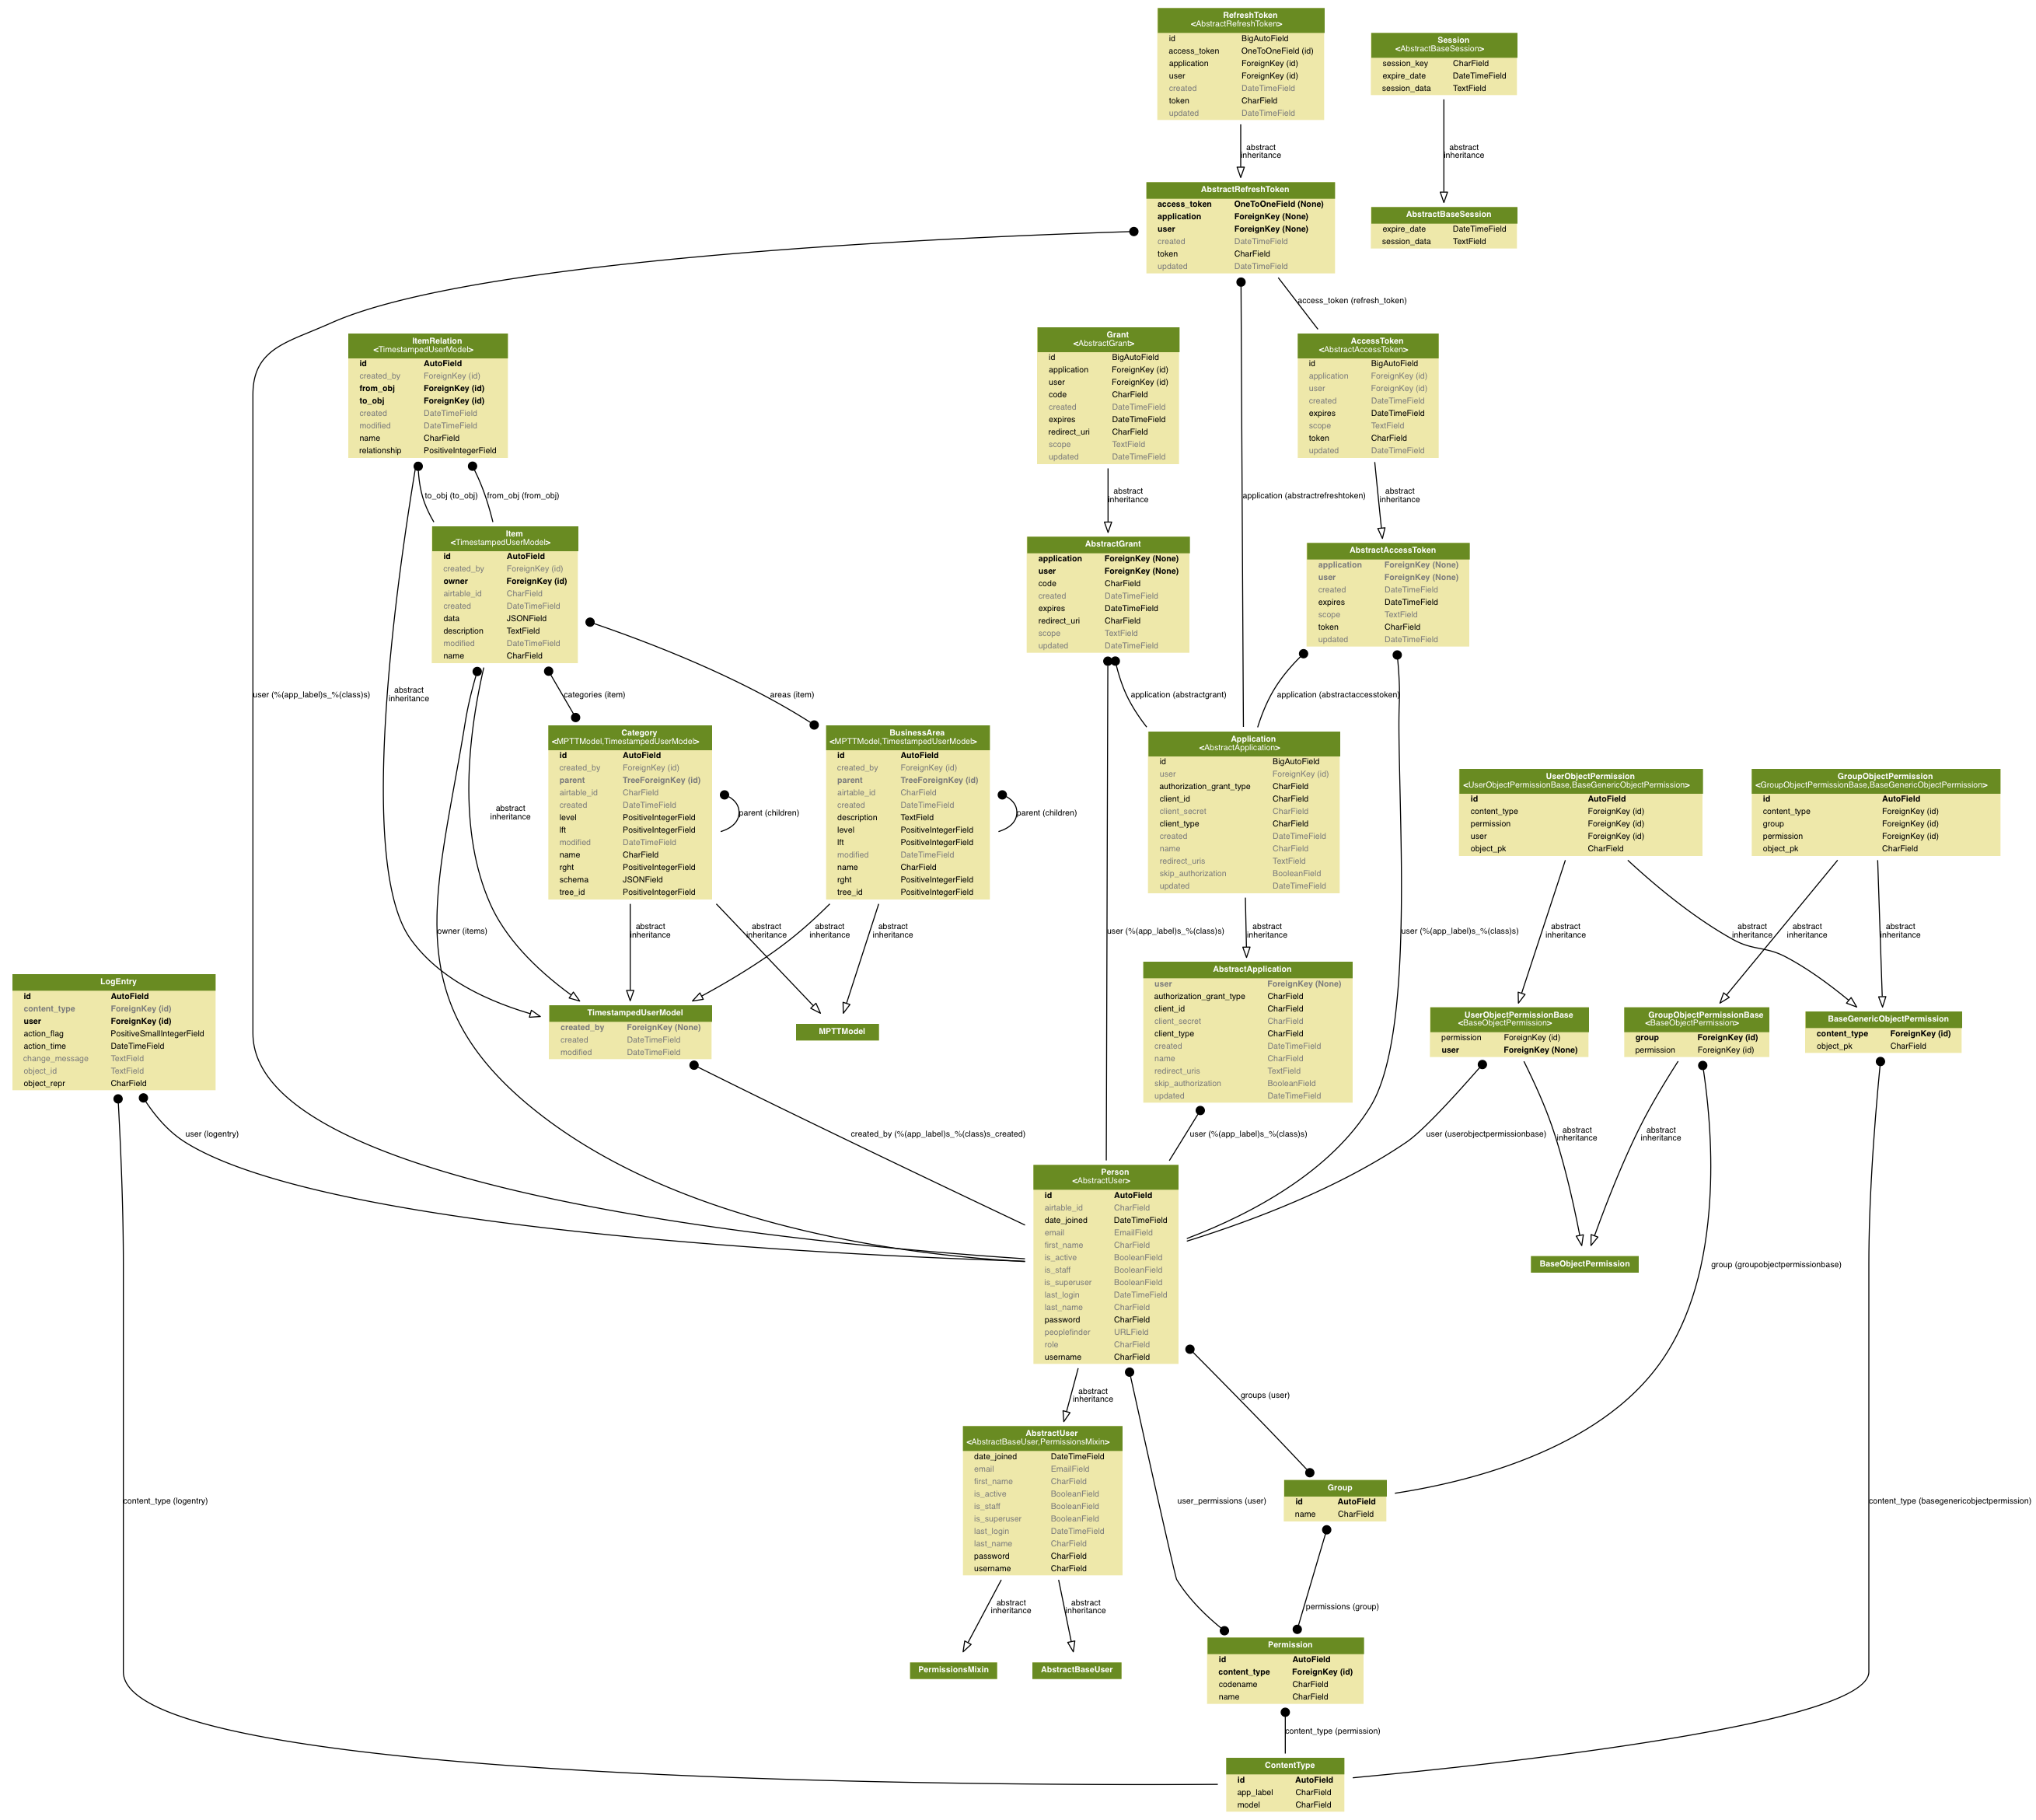 RefreshToken
<AbstractRefreshToken>
id BigAutoField
access_token OneToOneField (id)
application ForeignKey (id)
user ForeignKey (id)
created DateTimeField
token CharField
updated DateTimeField
Session
<AbstractBaseSession>
session_key CharField
expire_date DateTimeField
session_data TextField
abstract
inheritance
abstract
inheritance
AbstractRefreshToken
access_token OneToOneField (None)
application ForeignKey (None)
user ForeignKey (None)
created DateTimeField
token CharField
updated DateTimeField
AbstractBaseSession
expire_date DateTimeField
session_data TextField
access_token (refresh_token)
ItemRelation
<TimestampedUserModel>
id AutoField
created_by ForeignKey (id)
from_obj ForeignKey (id)
to_obj ForeignKey (id)
created DateTimeField
modified DateTimeField
name CharField
relationship PositiveIntegerField
Grant
<AbstractGrant>
id BigAutoField
application ForeignKey (id)
user ForeignKey (id)
code CharField
created DateTimeField
expires DateTimeField
redirect_uri CharField
scope TextField
updated DateTimeField
AccessToken
<AbstractAccessToken>
id BigAutoField
application ForeignKey (id)
user ForeignKey (id)
created DateTimeField
expires DateTimeField
scope TextField
token CharField
updated DateTimeField
to_obj (to_obj)
from_obj (from_obj)
abstract
inheritance
application (abstractrefreshtoken)
abstract
inheritance
Item
<TimestampedUserModel>
id AutoField
created_by ForeignKey (id)
owner ForeignKey (id)
airtable_id CharField
created DateTimeField
data JSONField
description TextField
modified DateTimeField
name CharField
AbstractGrant
application ForeignKey (None)
user ForeignKey (None)
code CharField
created DateTimeField
expires DateTimeField
redirect_uri CharField
scope TextField
updated DateTimeField
AbstractAccessToken
application ForeignKey (None)
user ForeignKey (None)
created DateTimeField
expires DateTimeField
scope TextField
token CharField
updated DateTimeField
user (%(app_label)s_%(class)s)
abstract
inheritance
categories (item)
areas (item)
application (abstractgrant)
application (abstractaccesstoken)
Category
<MPTTModel,TimestampedUserModel>
id AutoField
created_by ForeignKey (id)
parent TreeForeignKey (id)
airtable_id CharField
created DateTimeField
level PositiveIntegerField
lft PositiveIntegerField
modified DateTimeField
name CharField
rght PositiveIntegerField
schema JSONField
tree_id PositiveIntegerField
parent (children)
BusinessArea
<MPTTModel,TimestampedUserModel>
id AutoField
created_by ForeignKey (id)
parent TreeForeignKey (id)
airtable_id CharField
created DateTimeField
description TextField
level PositiveIntegerField
lft PositiveIntegerField
modified DateTimeField
name CharField
rght PositiveIntegerField
tree_id PositiveIntegerField
parent (children)
Application
<AbstractApplication>
id BigAutoField
user ForeignKey (id)
authorization_grant_type CharField
client_id CharField
client_secret CharField
client_type CharField
created DateTimeField
name CharField
redirect_uris TextField
skip_authorization BooleanField
updated DateTimeField
UserObjectPermission
<UserObjectPermissionBase,BaseGenericObjectPermission>
id AutoField
content_type ForeignKey (id)
permission ForeignKey (id)
user ForeignKey (id)
object_pk CharField
GroupObjectPermission
<GroupObjectPermissionBase,BaseGenericObjectPermission>
id AutoField
content_type ForeignKey (id)
group ForeignKey (id)
permission ForeignKey (id)
object_pk CharField
abstract
inheritance
owner (items)
abstract
inheritance
abstract
inheritance
abstract
inheritance
abstract
inheritance
user (%(app_label)s_%(class)s)
abstract
inheritance
user (%(app_label)s_%(class)s)
abstract
inheritance
abstract
inheritance
abstract
inheritance
abstract
inheritance
LogEntry
id AutoField
content_type ForeignKey (id)
user ForeignKey (id)
action_flag PositiveSmallIntegerField
action_time DateTimeField
change_message TextField
object_id TextField
object_repr CharField
TimestampedUserModel
created_by ForeignKey (None)
created DateTimeField
modified DateTimeField
MPTTModel
AbstractApplication
user ForeignKey (None)
authorization_grant_type CharField
client_id CharField
client_secret CharField
client_type CharField
created DateTimeField
name CharField
redirect_uris TextField
skip_authorization BooleanField
updated DateTimeField
UserObjectPermissionBase
<BaseObjectPermission>
permission ForeignKey (id)
user ForeignKey (None)
GroupObjectPermissionBase
<BaseObjectPermission>
group ForeignKey (id)
permission ForeignKey (id)
BaseGenericObjectPermission
content_type ForeignKey (id)
object_pk CharField
user (logentry)
created_by (%(app_label)s_%(class)s_created)
user (%(app_label)s_%(class)s)
user (userobjectpermissionbase)
abstract
inheritance
abstract
inheritance
Person
<AbstractUser>
id AutoField
airtable_id CharField
date_joined DateTimeField
email EmailField
first_name CharField
is_active BooleanField
is_staff BooleanField
is_superuser BooleanField
last_login DateTimeField
last_name CharField
password CharField
peoplefinder URLField
role CharField
username CharField
BaseObjectPermission
group (groupobjectpermissionbase)
abstract
inheritance
groups (user)
AbstractUser
<AbstractBaseUser,PermissionsMixin>
date_joined DateTimeField
email EmailField
first_name CharField
is_active BooleanField
is_staff BooleanField
is_superuser BooleanField
last_login DateTimeField
last_name CharField
password CharField
username CharField
Group
id AutoField
name CharField
content_type (logentry)
user_permissions (user)
content_type (basegenericobjectpermission)
abstract
inheritance
abstract
inheritance
permissions (group)
PermissionsMixin
AbstractBaseUser
Permission
id AutoField
content_type ForeignKey (id)
codename CharField
name CharField
content_type (permission)
ContentType
id AutoField
app_label CharField
model CharField